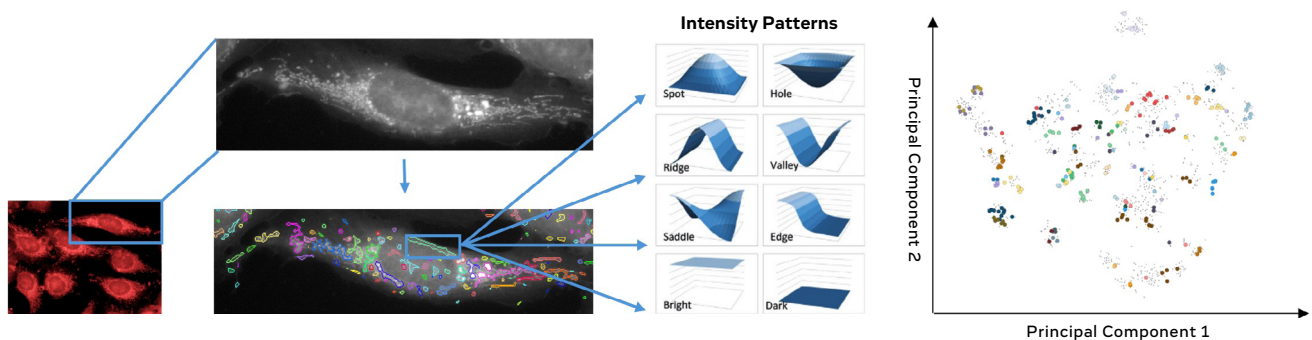 Intensity Patterns
Spot
Hole
Ridge
Valley
Saddle
Edge
Bright
Dark
Principal Component 2
Principal Component 1